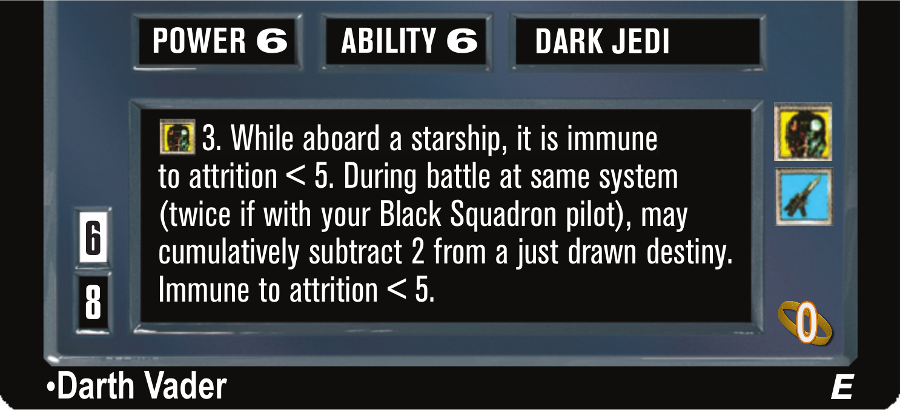 POWER 6 ABILITY 6 DARK JEDI
3. While aboard a starship, it is immune
to attrition < 5. During battle at same system
(twice if with your Black Squadron pilot), may
cumulatively subtract 2 from a just drawn destiny.
Immune to attrition < 5.
6
8
0
•Darth Vader E